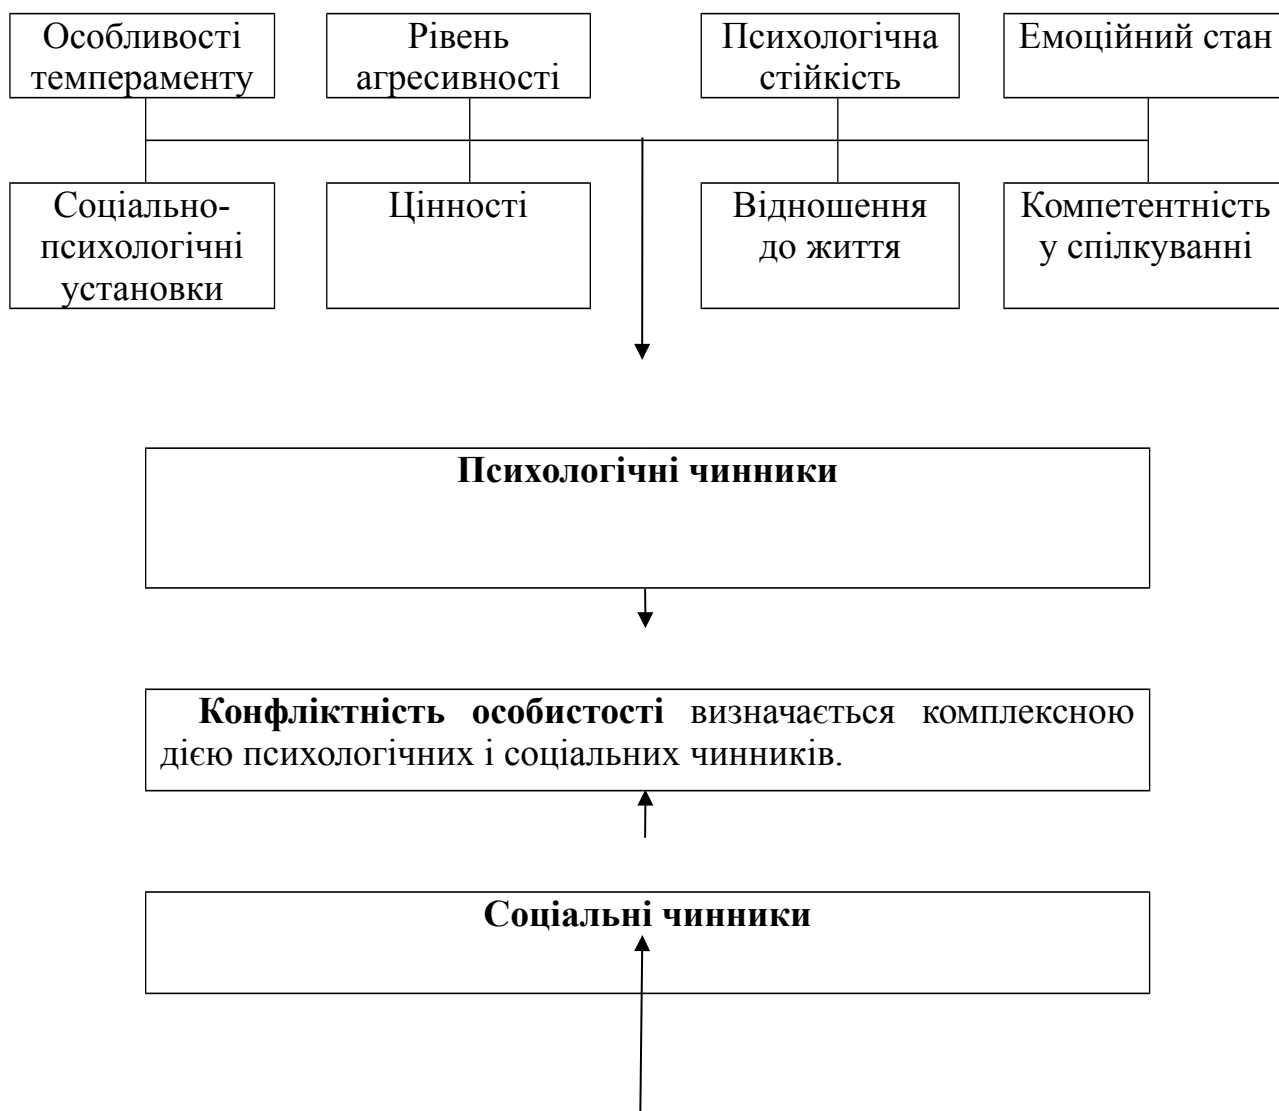 Особливості
темпераменту
Рівень
агресивності
Психологічна
стійкість
Емоційний стан
Соціально-
психологічні
установки
Цінності
Відношення
до життя
Компетентність
у спілкуванні
Психологічні чинники
Конфліктність особистості визначається комплексною
дією психологічних і соціальних чинників.
Соціальні чинники